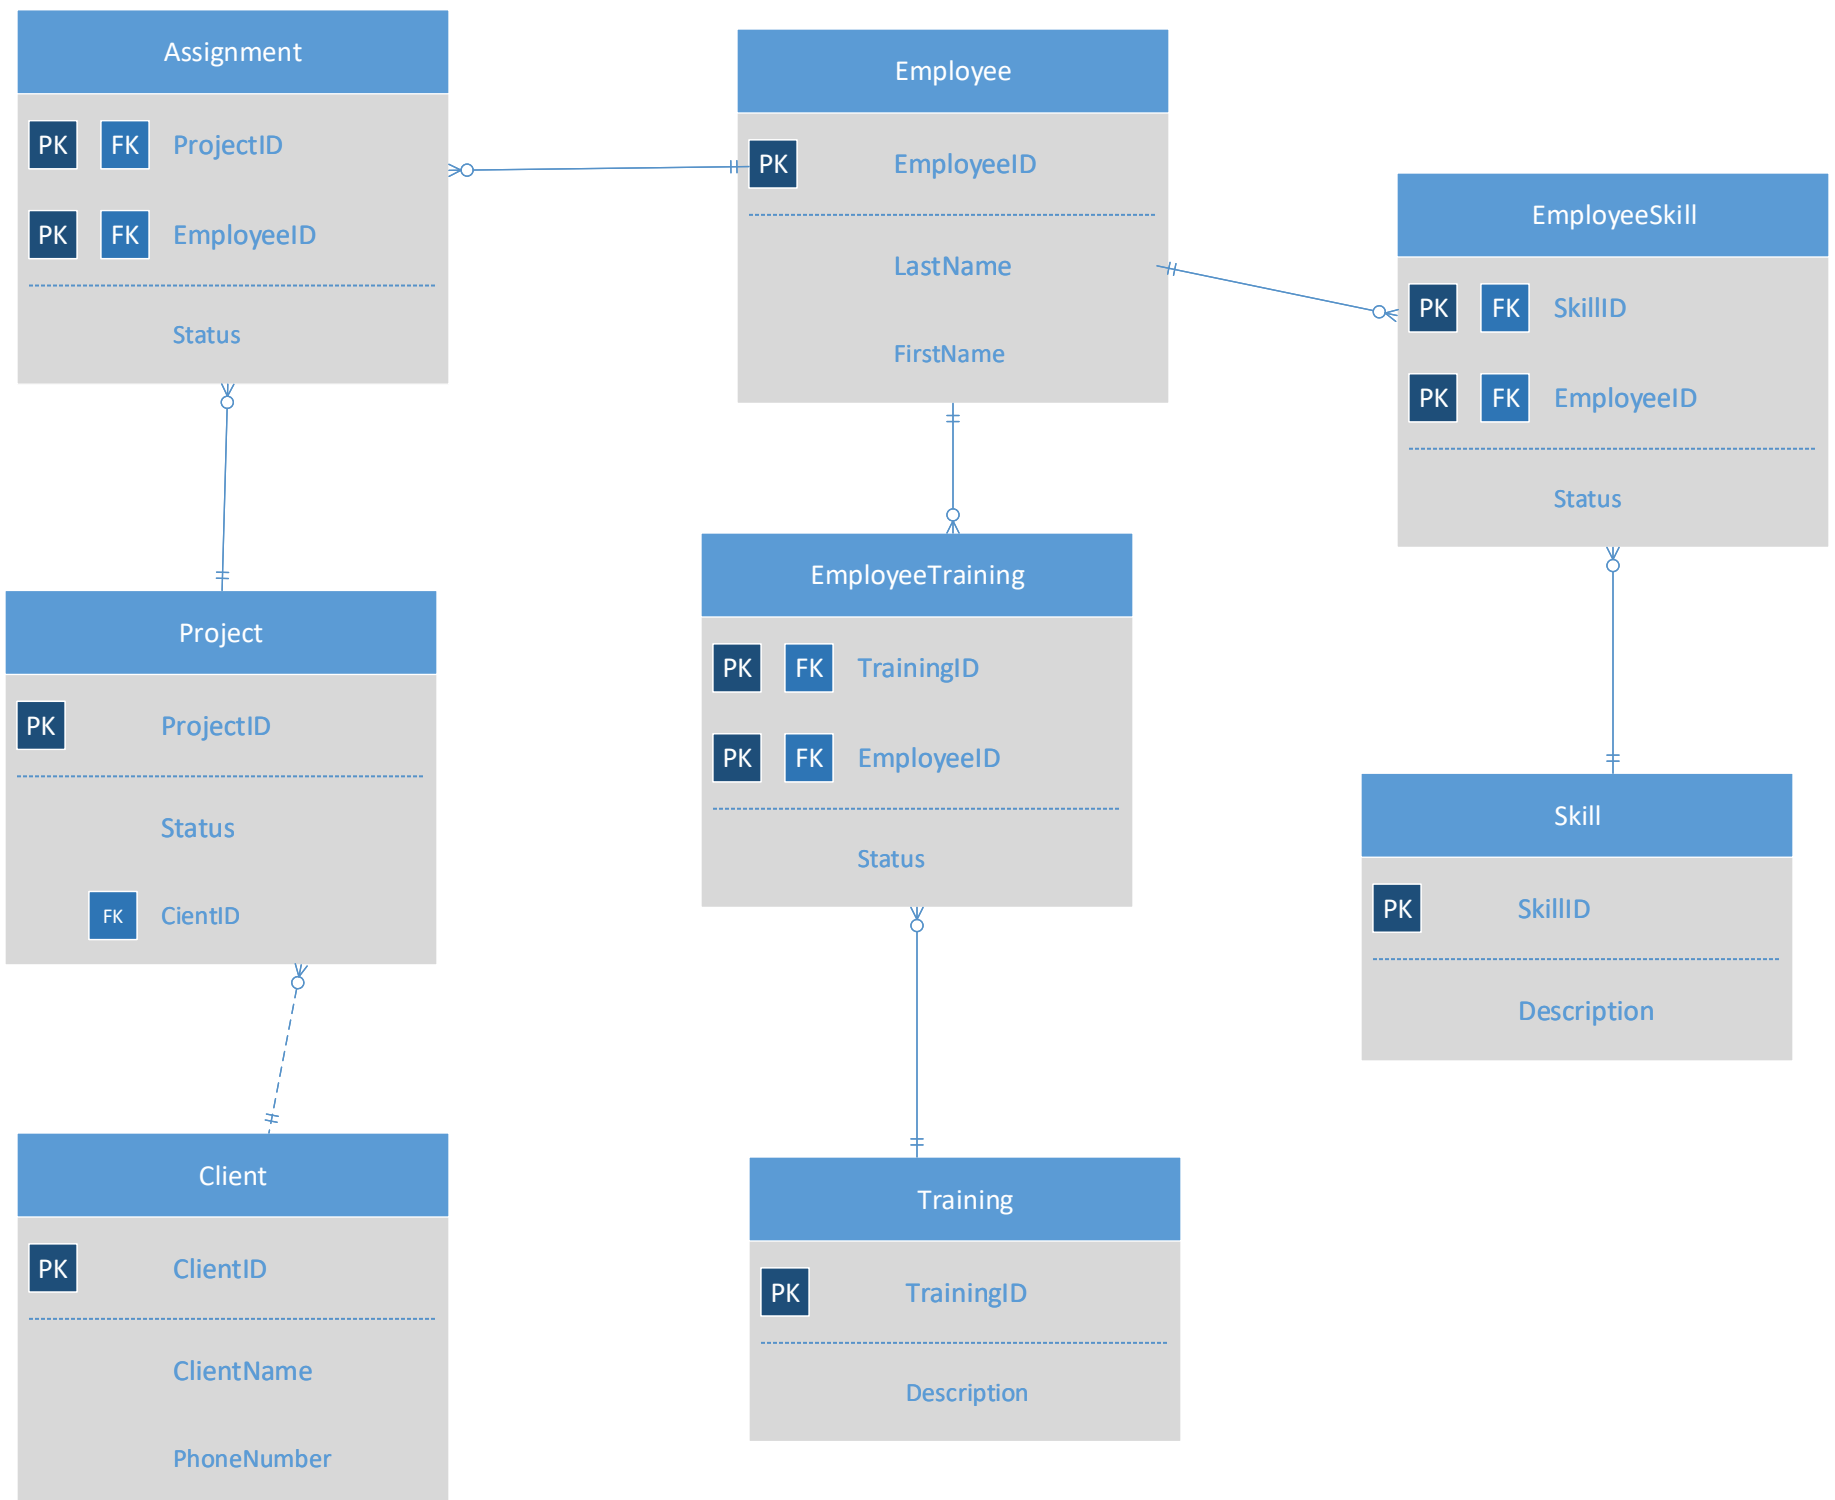 Assignment
PK FK ProjectID
PK FK EmployeeID
Status
Employee
PK EmployeeID
LastName
FirstName
EmployeeSkill
PK FK SkillID
PK FK EmployeeID
Status
EmployeeTraining
PK FK TrainingID
PK FK EmployeeID
Status
Project
PK ProjectID
Status
FK CientID
Skill
PK SkillID
Description
Client
PK ClientID
ClientName
PhoneNumber
Training
PK TrainingID
Description